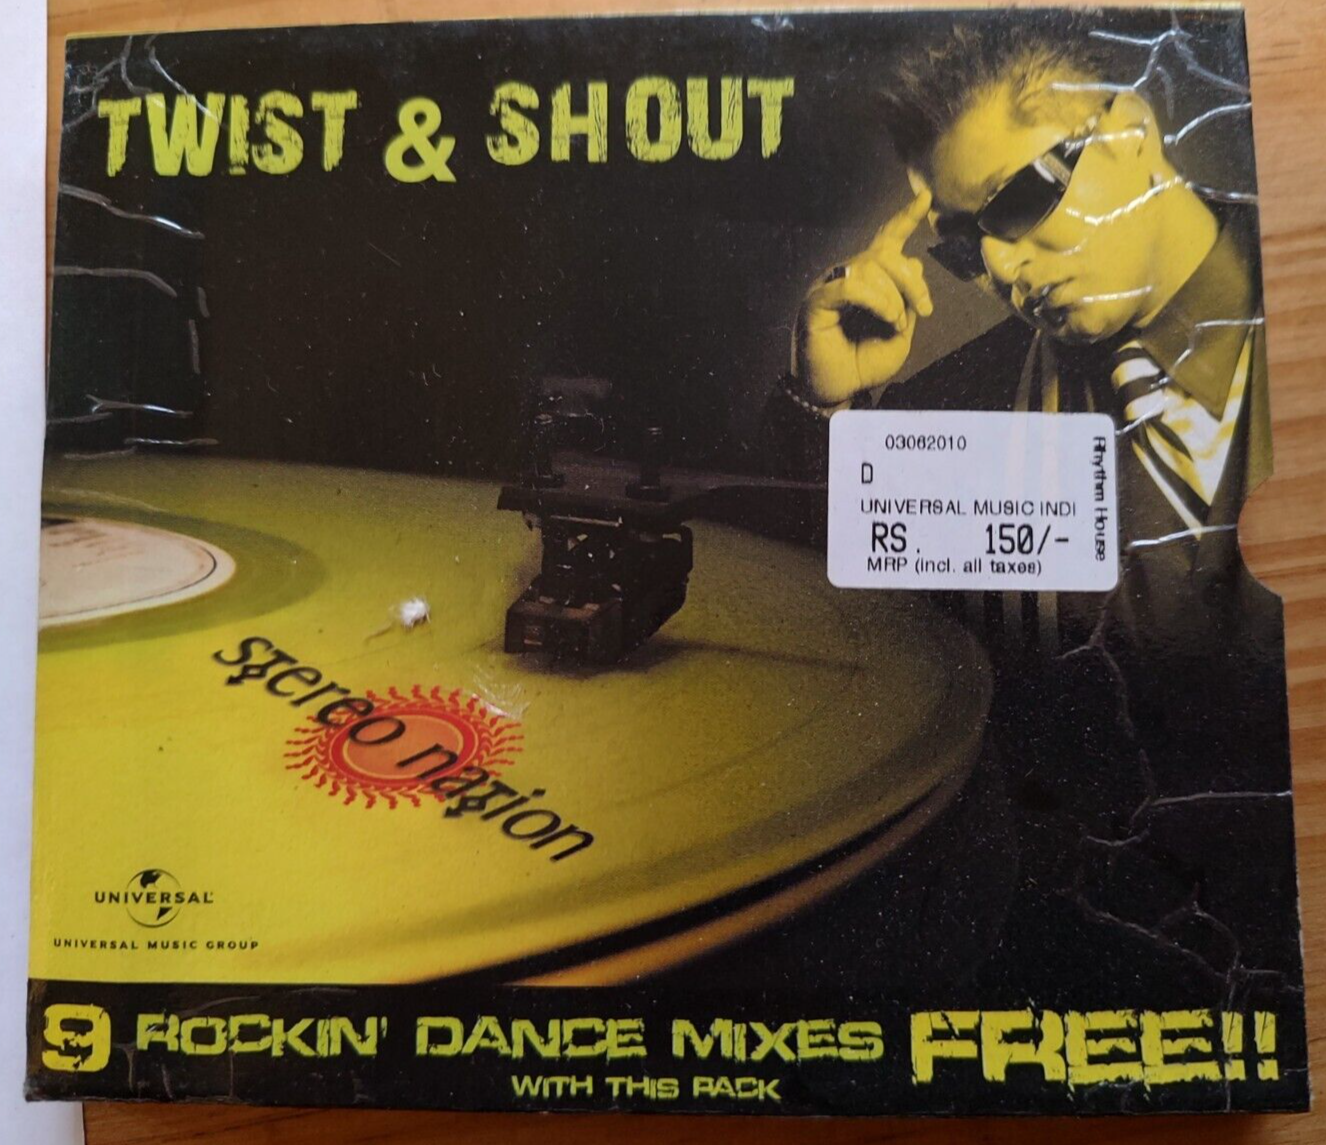 TWIST & SHOUT
03062010
D
UNIVERSAL MUSIC INDI
RS. 150/-
MRP (incl. all taxes)
Rhythm House
stereo nation
UNIVERSAL
UNIVERSAL MUSIC GROUP
9 ROCKIN' DANCE MIXES FREE!!
WITH THIS PACK